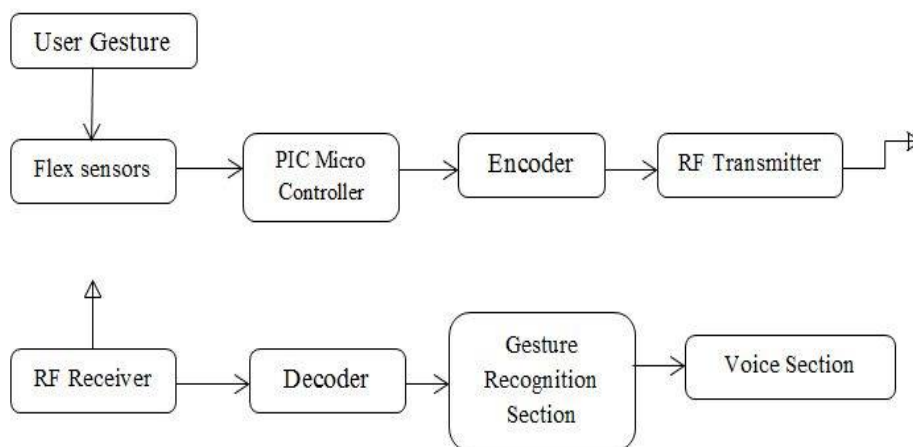 User Gesture
Flex sensors
PIC Micro
Controller
Encoder
RF Transmitter
RF Receiver
Decoder
Gesture
Recognition
Section
Voice Section